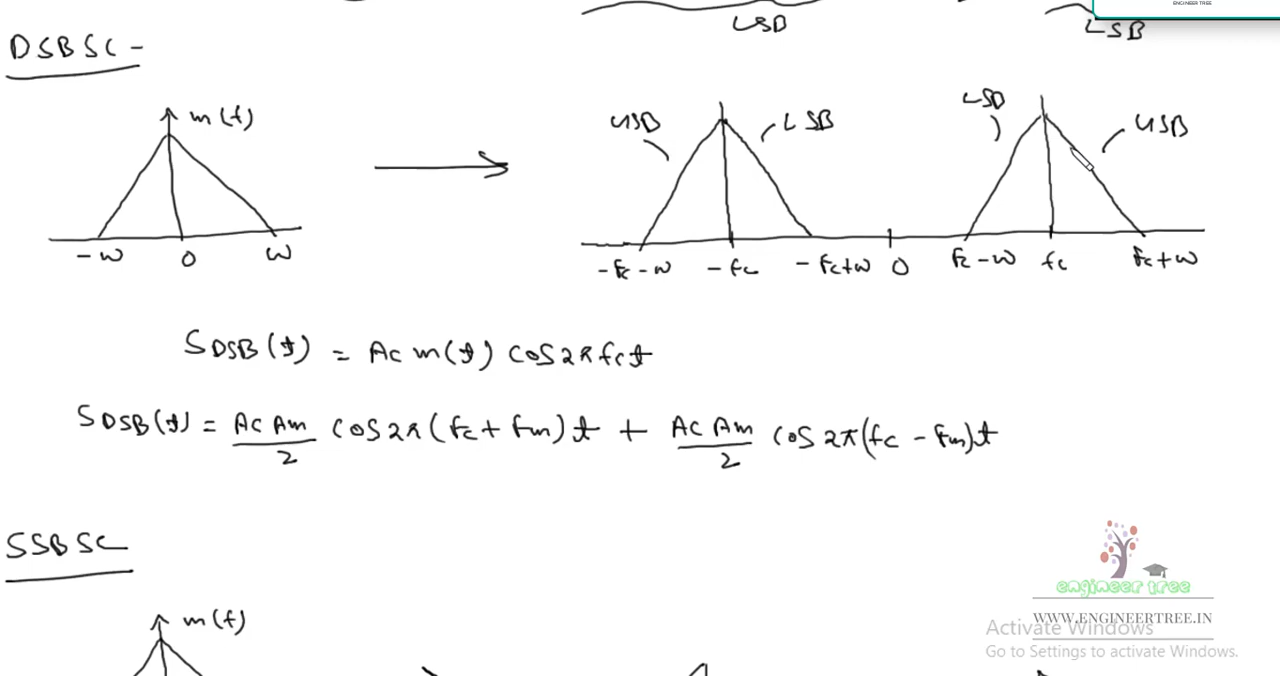 ENGINEER TREE
LSB LSB
DSBSC -
m(f) USB LSB LSB USB
-w 0 w -fc-w -fc -fc+w 0 fc-w fc fc+w
SDSB(t) = Ac m(t) cos2πfct
SDSB(t) = AcAm/2 cos2π(fc+fm)t + AcAm/2 cos2π(fc-fm)t
SSBSC
engineer tree
WWW.ENGINEERTREE.IN
m(f)
Activate Windows
Go to Settings to activate Windows.